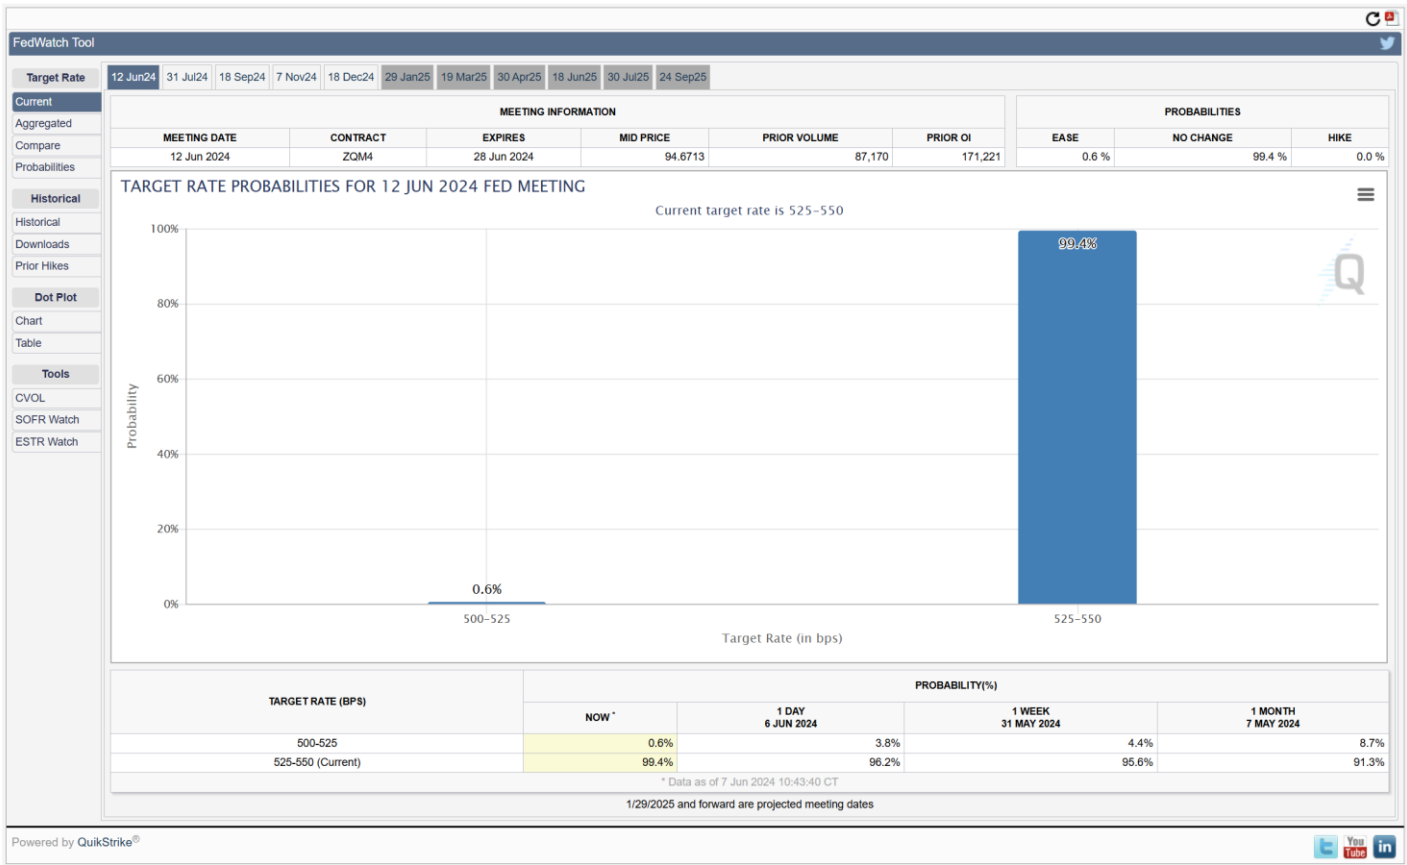 FedWatch Tool
Target Rate
Current
Aggregated
Compare
Probabilities
Historical
Historical
Downloads
Prior Hikes
Dot Plot
Chart
Table
Tools
CVOL
SOFR Watch
ESTR Watch
12 Jun24 31 Jul24 18 Sep24 7 Nov24 18 Dec24 29 Jan25 19 Mar25 30 Apr25 18 Jun25 30 Jul25 24 Sep25
MEETING INFORMATION
MEETING DATE CONTRACT EXPIRES MID PRICE PRIOR VOLUME PRIOR OI
12 Jun 2024 ZQM4 28 Jun 2024 94.6713 87,170 171,221
PROBABILITIES
EASE NO CHANGE HIKE
0.6 % 99.4 % 0.0 %
TARGET RATE PROBABILITIES FOR 12 JUN 2024 FED MEETING
Current target rate is 525-550
Probability
100%
80%
60%
40%
20%
0%
0.6%
99.4%
Q
500-525 525-550
Target Rate (in bps)
TARGET RATE (BPS) PROBABILITY(%)
NOW * 1 DAY 1 WEEK 1 MONTH
6 JUN 2024 31 MAY 2024 7 MAY 2024
500-525 0.6% 3.8% 4.4% 8.7%
525-550 (Current) 99.4% 96.2% 95.6% 91.3%
* Data as of 7 Jun 2024 10:43:40 CT
1/29/2025 and forward are projected meeting dates
Powered by QuikStrike®
You Tube in